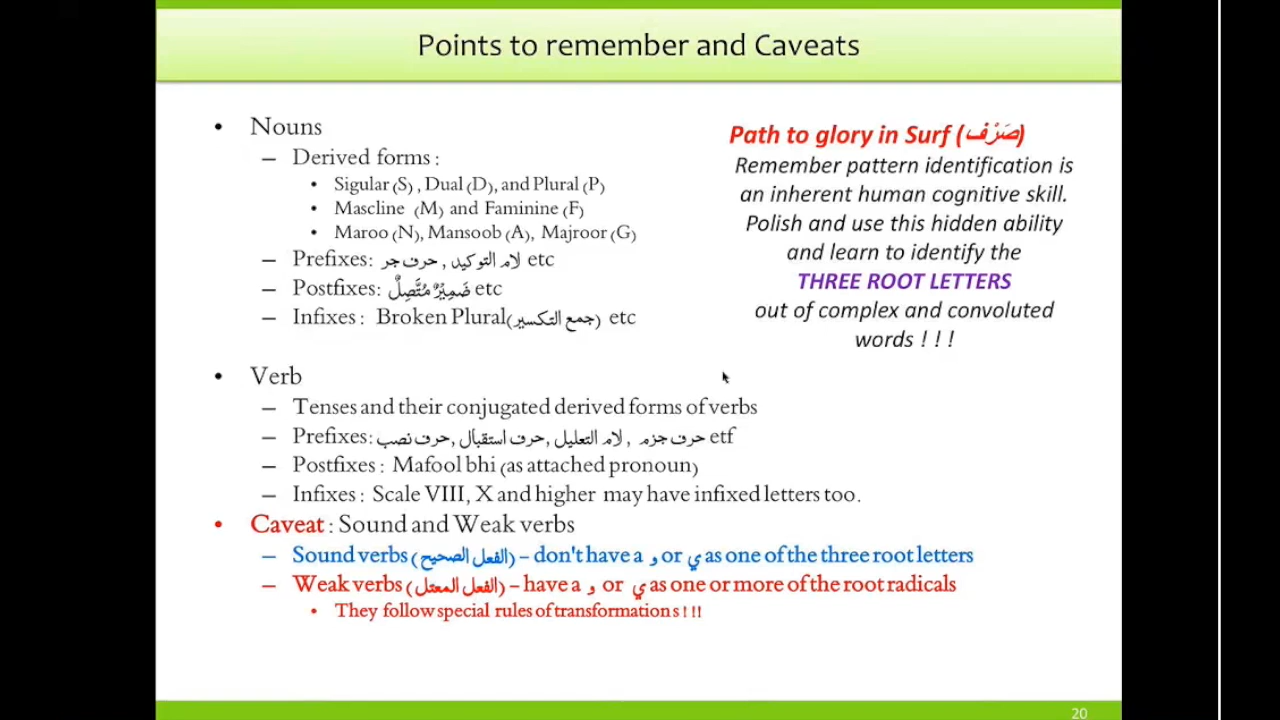 Points to remember and Caveats
• Nouns
– Derived forms :
• Sigular (S) , Dual (D), and Plural (P)
• Mascline (M) and Faminine (F)
• Maroo (N), Mansoob (A), Majroor (G)
– Prefixes: لام التوكيد , حرف جر etc
– Postfixes: ضَمِيْرٌ مُتَّصِلٌ etc
– Infixes : Broken Plural(جمع التكسير) etc
• Verb
– Tenses and their conjugated derived forms of verbs
– Prefixes: حرف جزم , لام التعليل, حرف استقبال, حرف نصب etf
– Postfixes : Mafool bhi (as attached pronoun)
– Infixes : Scale VIII, X and higher may have infixed letters too.
• Caveat : Sound and Weak verbs
– Sound verbs (الفعل الصحيح) – don't have a و or ي as one of the three root letters
– Weak verbs (الفعل المعتل) – have a و or ي as one or more of the root radicals
• They follow special rules of transformations ! !!
Path to glory in Surf (صَرْف)
Remember pattern identification is
an inherent human cognitive skill.
Polish and use this hidden ability
and learn to identify the
THREE ROOT LETTERS
out of complex and convoluted
words ! ! !
20